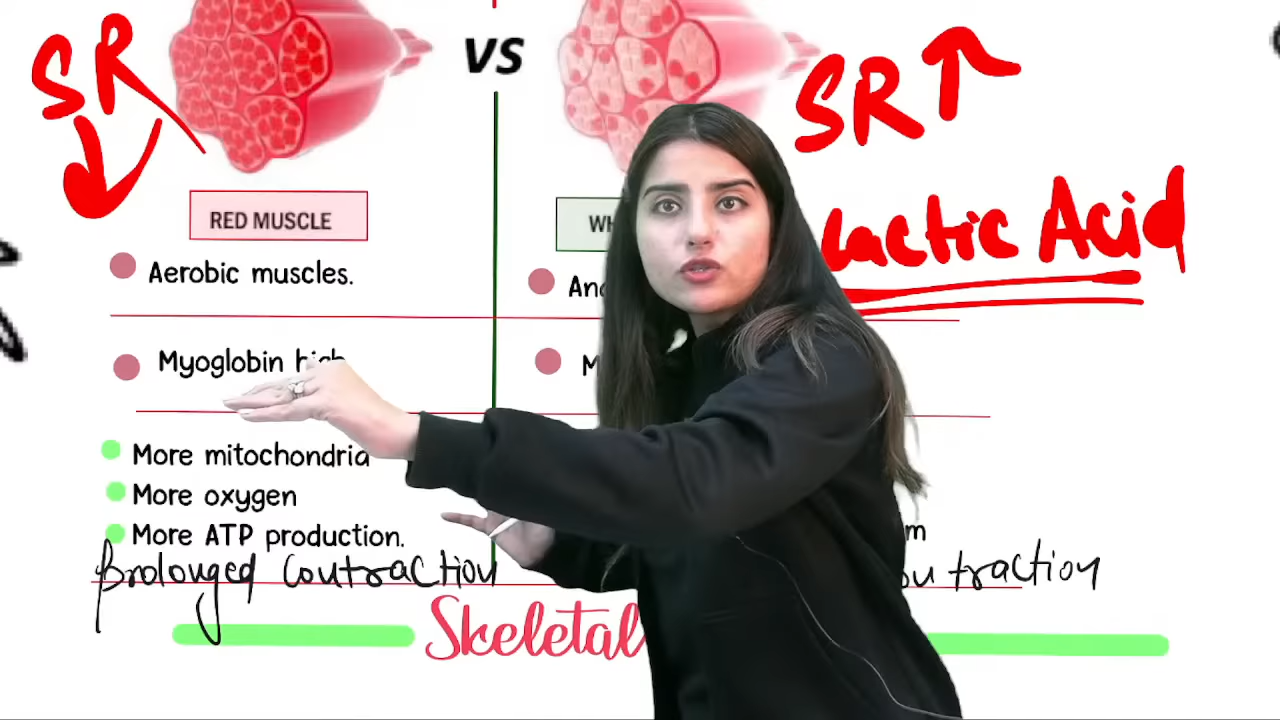 SR
VS
SR
RED MUSCLE
Lactic Acid
Aerobic muscles.
Myoglobin high
More mitochondria
More oxygen
More ATP production.
Prolonged contraction
Skeletal